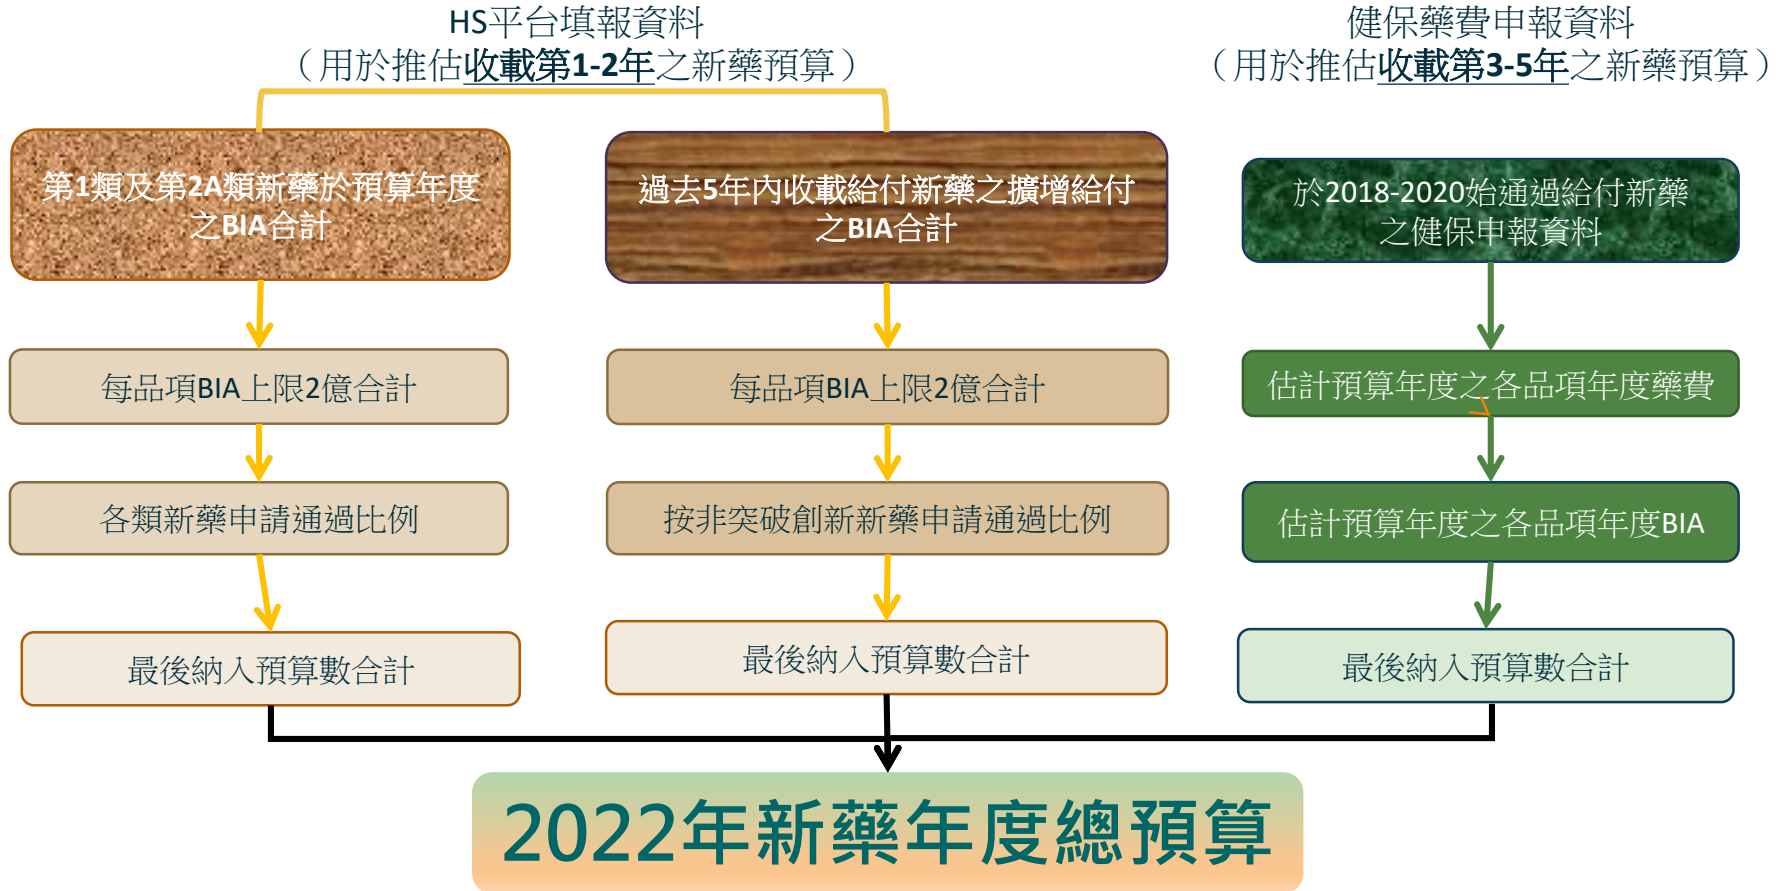 HS平台填報資料
（用於推估收載第1-2年之新藥預算）
健保藥費申報資料
（用於推估收載第3-5年之新藥預算）
第1類及第2A類新藥於預算年度
之BIA合計
過去5年內收載給付新藥之擴增給付
之BIA合計
於2018-2020始通過給付新藥
之健保申報資料
每品項BIA上限2億合計
每品項BIA上限2億合計
估計預算年度之各品項年度藥費
各類新藥申請通過比例
按非突破創新新藥申請通過比例
估計預算年度之各品項年度BIA
最後納入預算數合計
最後納入預算數合計
最後納入預算數合計
2022年新藥年度總預算